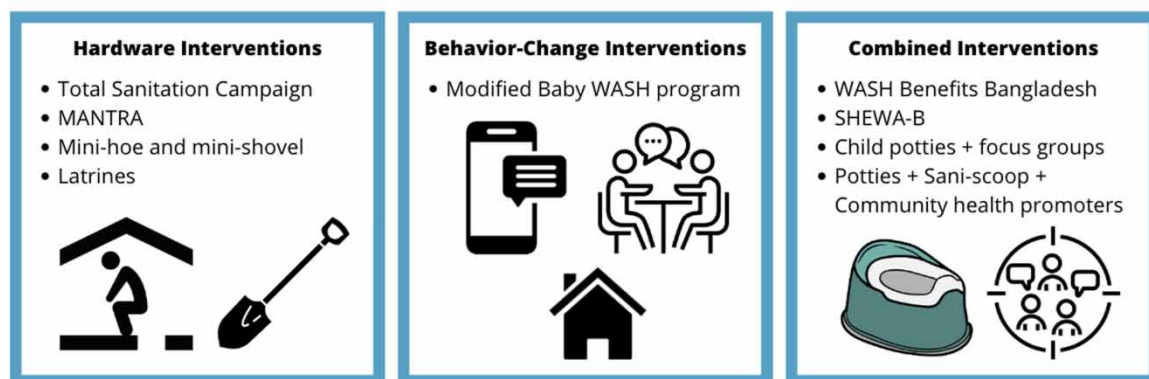 Hardware Interventions
• Total Sanitation Campaign
• MANTRA
• Mini-hoe and mini-shovel
• Latrines
Behavior-Change Interventions
• Modified Baby WASH program
Combined Interventions
• WASH Benefits Bangladesh
• SHEWA-B
• Child potties + focus groups
• Potties + Sani-scoop +
Community health promoters